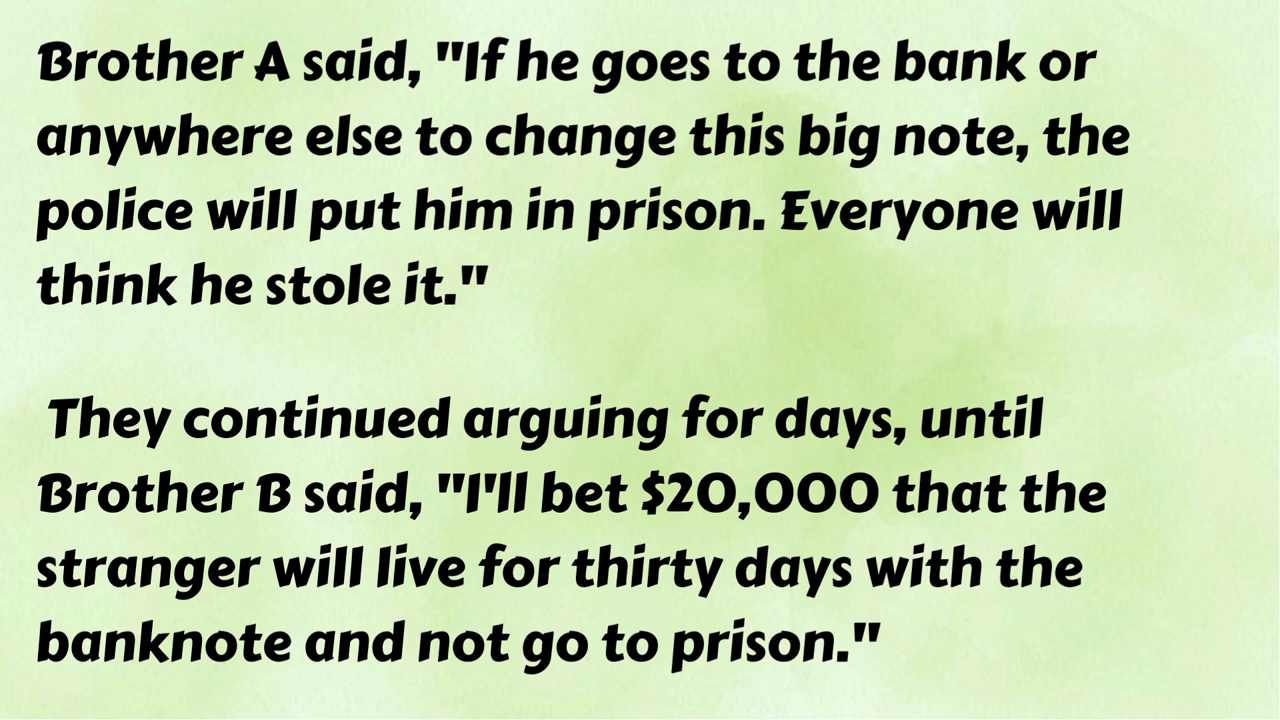 Brother A said, "If he goes to the bank or
anywhere else to change this big note, the
police will put him in prison. Everyone will
think he stole it."
They continued arguing for days, until
Brother B said, "I'll bet $20,000 that the
stranger will live for thirty days with the
banknote and not go to prison."